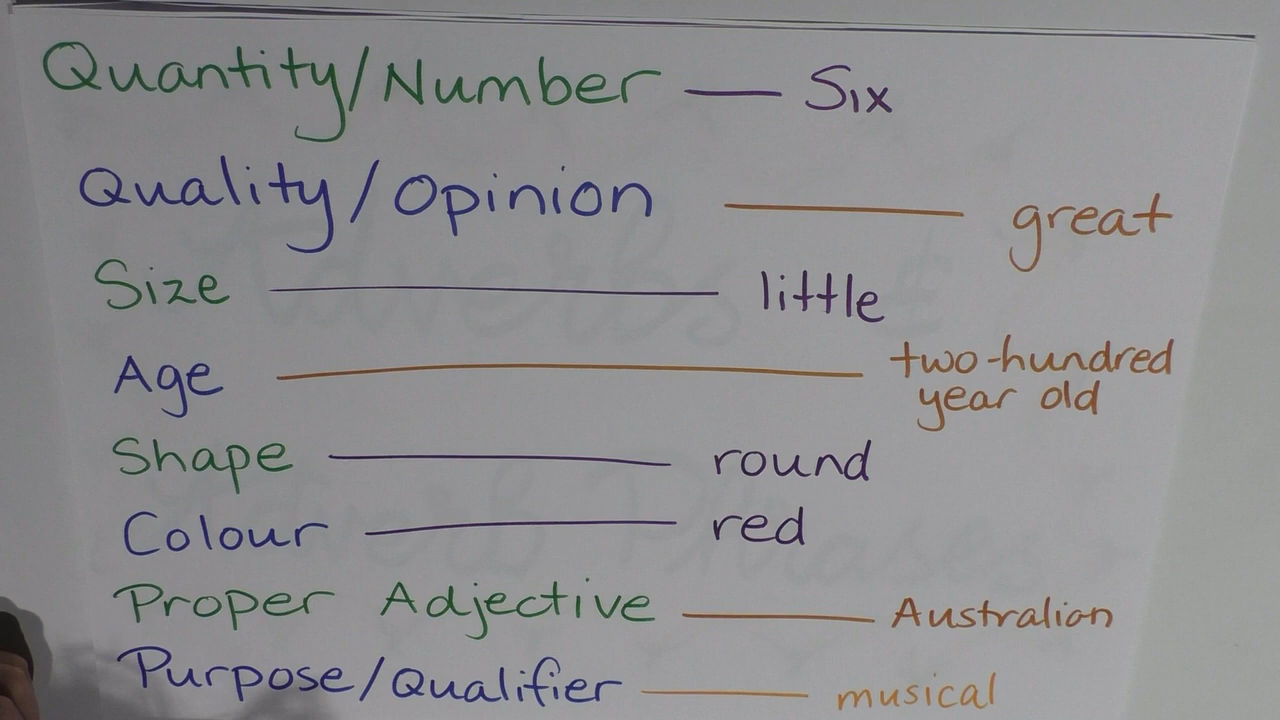 Quantity/Number — Six
Quality/Opinion — great
Size — little
Age — two-hundred
year old
Shape — round
Colour — red
Proper Adjective — Australian
Purpose/Qualifier — musical